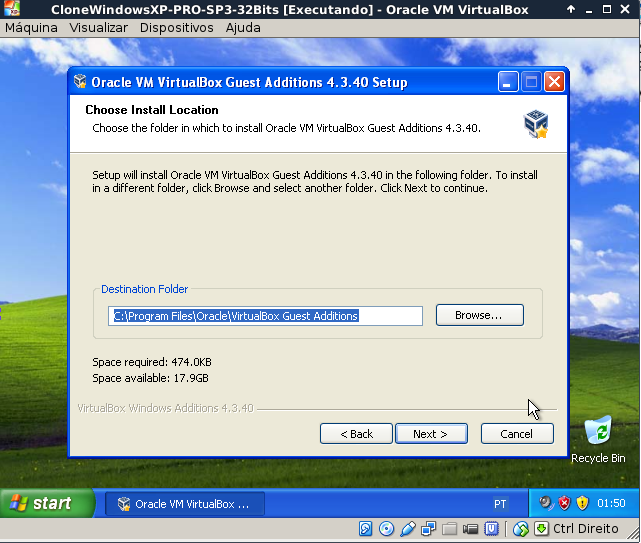 CloneWindowsXP-PRO-SP3-32Bits [Executando] - Oracle VM VirtualBox
Máquina Visualizar Dispositivos Ajuda
Oracle VM VirtualBox Guest Additions 4.3.40 Setup
Choose Install Location
Choose the folder in which to install Oracle VM VirtualBox Guest Additions 4.3.40.
Setup will install Oracle VM VirtualBox Guest Additions 4.3.40 in the following folder. To install
in a different folder, click Browse and select another folder. Click Next to continue.
Destination Folder
C:\Program Files\Oracle\VirtualBox Guest Additions
Browse...
Space required: 474.0KB
Space available: 17.9GB
VirtualBox Windows Additions 4.3.40
< Back Next > Cancel
Recycle Bin
start Oracle VM VirtualBox ... PT 01:50
Ctrl Direito